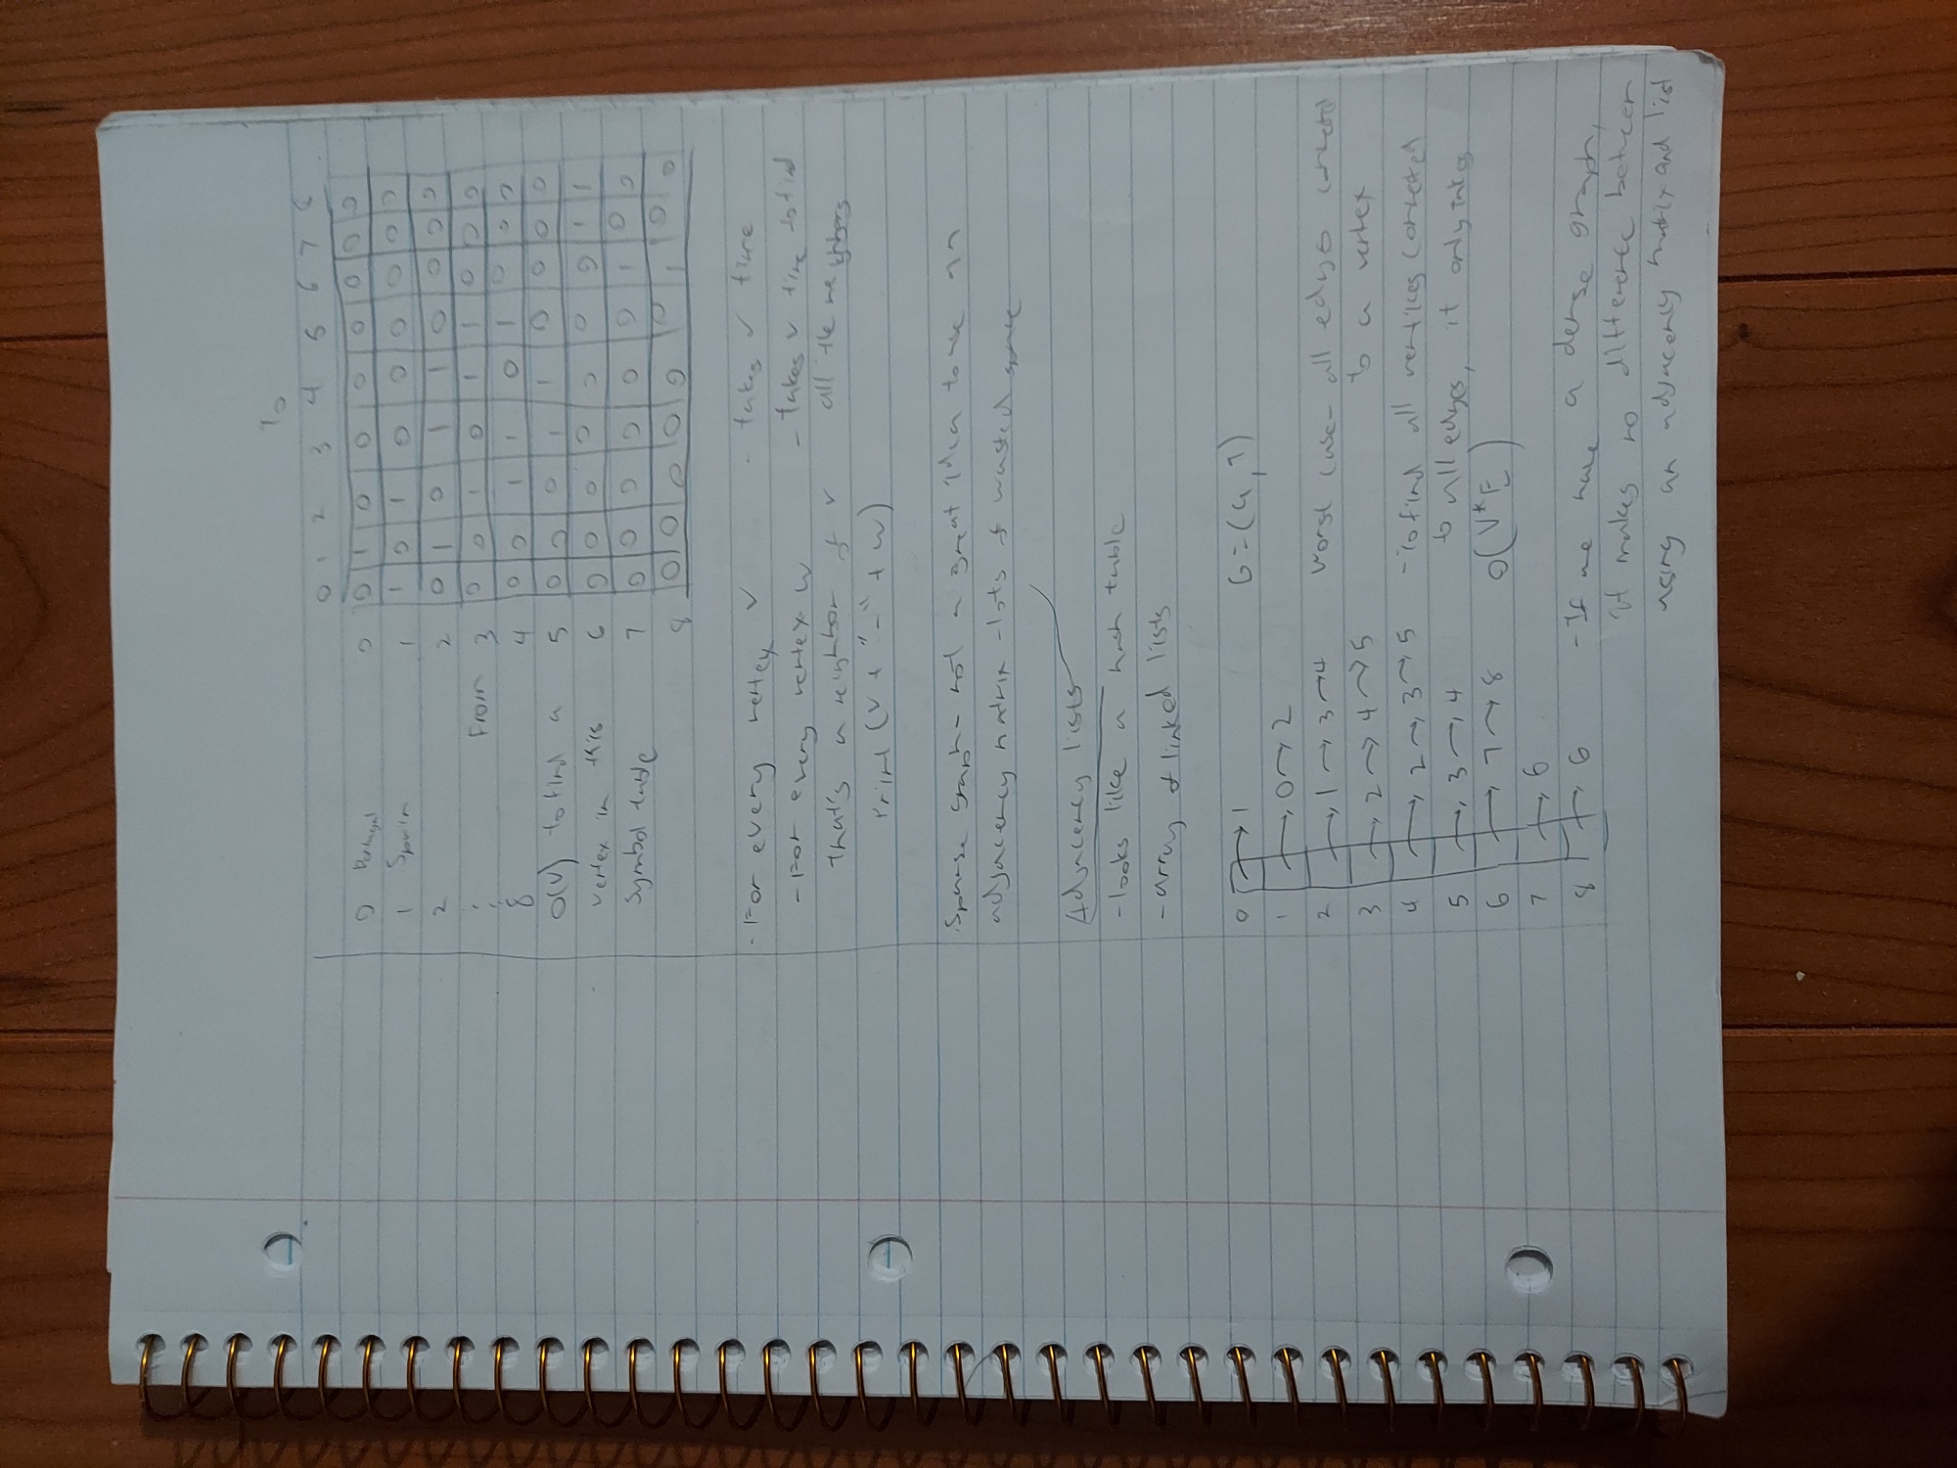 To
0 1 2 3 4 5 6 7 8
0 Portugal 0 0 1 0 0 0 0 0 0 0
1 Spain 1 1 0 1 0 0 0 0 0 0
2 2 0 1 0 1 1 0 0 0 0
From 3 0 0 1 0 1 1 0 0 0
8 4 0 0 1 1 0 1 0 0 0
O(V) to find a 5 0 0 0 1 1 0 0 0 0
vertex in this 6 0 0 0 0 0 0 0 1 1
symbol table 7 0 0 0 0 0 0 1 0 0
8 0 0 0 0 0 0 1 0 0
- For every vertex v - takes v time
- For every vertex w - takes v time to find
that's a neighbor of v all the neighbors
Print (v + "-" + w)
Sparse graph - not a great idea to use an
adjacency matrix - lots of wasted space
Adjacency lists
- looks like a hash table
- array of linked lists
0 → 1 G = (9, 9)
1 → 0 → 2
2 → 1 → 3 → 4 worst case - all edges connected
3 → 2 → 4 → 5 to a vertex
4 → 2 → 3 → 5 - To find all vertices connected
5 → 3 → 4 to all edges, it only takes
6 → 7 → 8 O(V*E)
7 → 6
8 → 6 - If we have a dense graph,
it makes no difference between
using an adjacency matrix and list